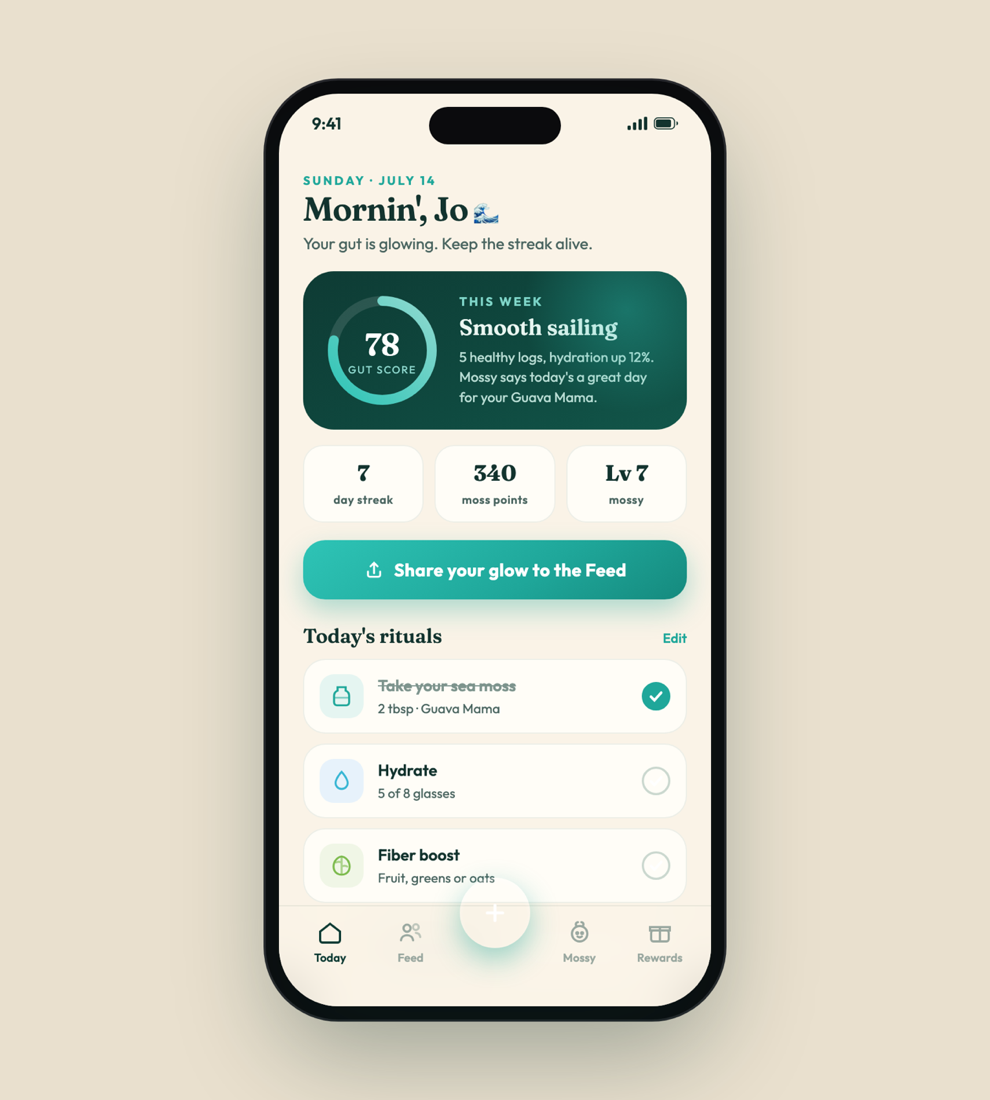 9:41
SUNDAY · JULY 14
Mornin', Jo 🌊
Your gut is glowing. Keep the streak alive.
78
GUT SCORE
THIS WEEK
Smooth sailing
5 healthy logs, hydration up 12%.
Mossy says today's a great day
for your Guava Mama.
7
day streak
340
moss points
Lv 7
mossy
Share your glow to the Feed
Today's rituals
Edit
Take your sea moss
2 tbsp · Guava Mama
Hydrate
5 of 8 glasses
Fiber boost
Fruit, greens or oats
+
Today
Feed
Mossy
Rewards